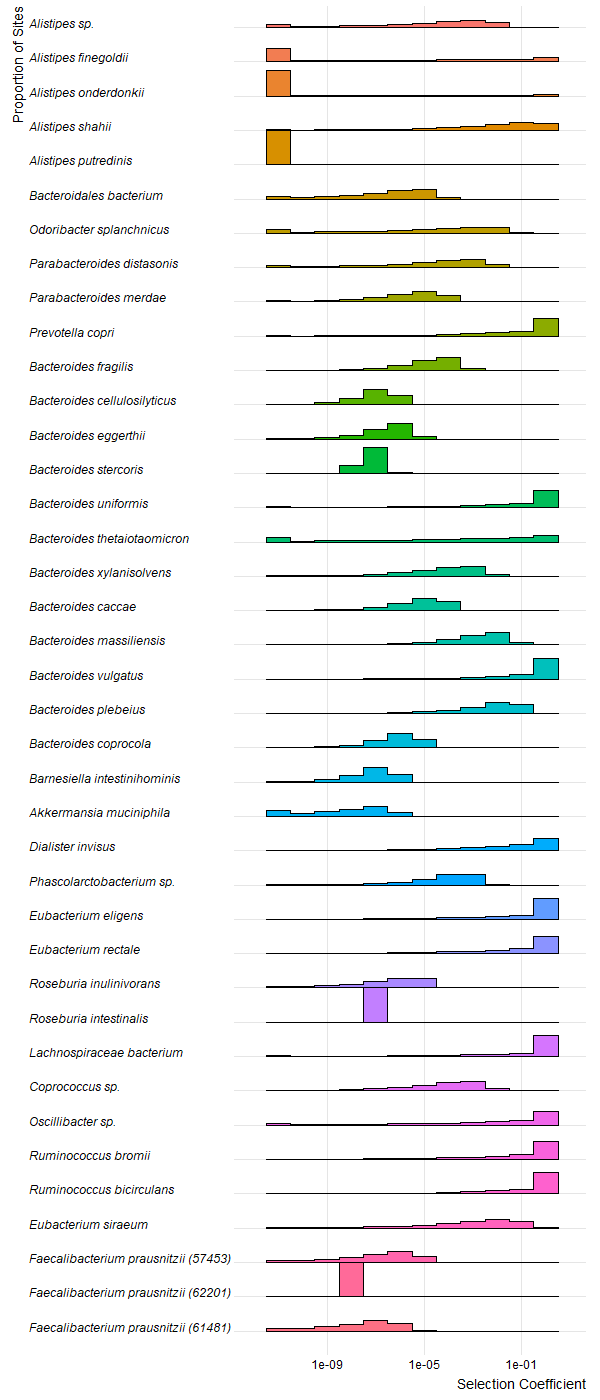 Proportion of Sites
Alistipes sp.
Alistipes finegoldii
Alistipes onderdonkii
Alistipes shahii
Alistipes putredinis
Bacteroidales bacterium
Odoribacter splanchnicus
Parabacteroides distasonis
Parabacteroides merdae
Prevotella copri
Bacteroides fragilis
Bacteroides cellulosilyticus
Bacteroides eggerthii
Bacteroides stercoris
Bacteroides uniformis
Bacteroides thetaiotaomicron
Bacteroides xylanisolvens
Bacteroides caccae
Bacteroides massiliensis
Bacteroides vulgatus
Bacteroides plebeius
Bacteroides coprocola
Barnesiella intestinihominis
Akkermansia muciniphila
Dialister invisus
Phascolarctobacterium sp.
Eubacterium eligens
Eubacterium rectale
Roseburia inulinivorans
Roseburia intestinalis
Lachnospiraceae bacterium
Coprococcus sp.
Oscillibacter sp.
Ruminococcus bromii
Ruminococcus bicirculans
Eubacterium siraeum
Faecalibacterium prausnitzii (57453)
Faecalibacterium prausnitzii (62201)
Faecalibacterium prausnitzii (61481)
1e-09 1e-05 1e-01
Selection Coefficient